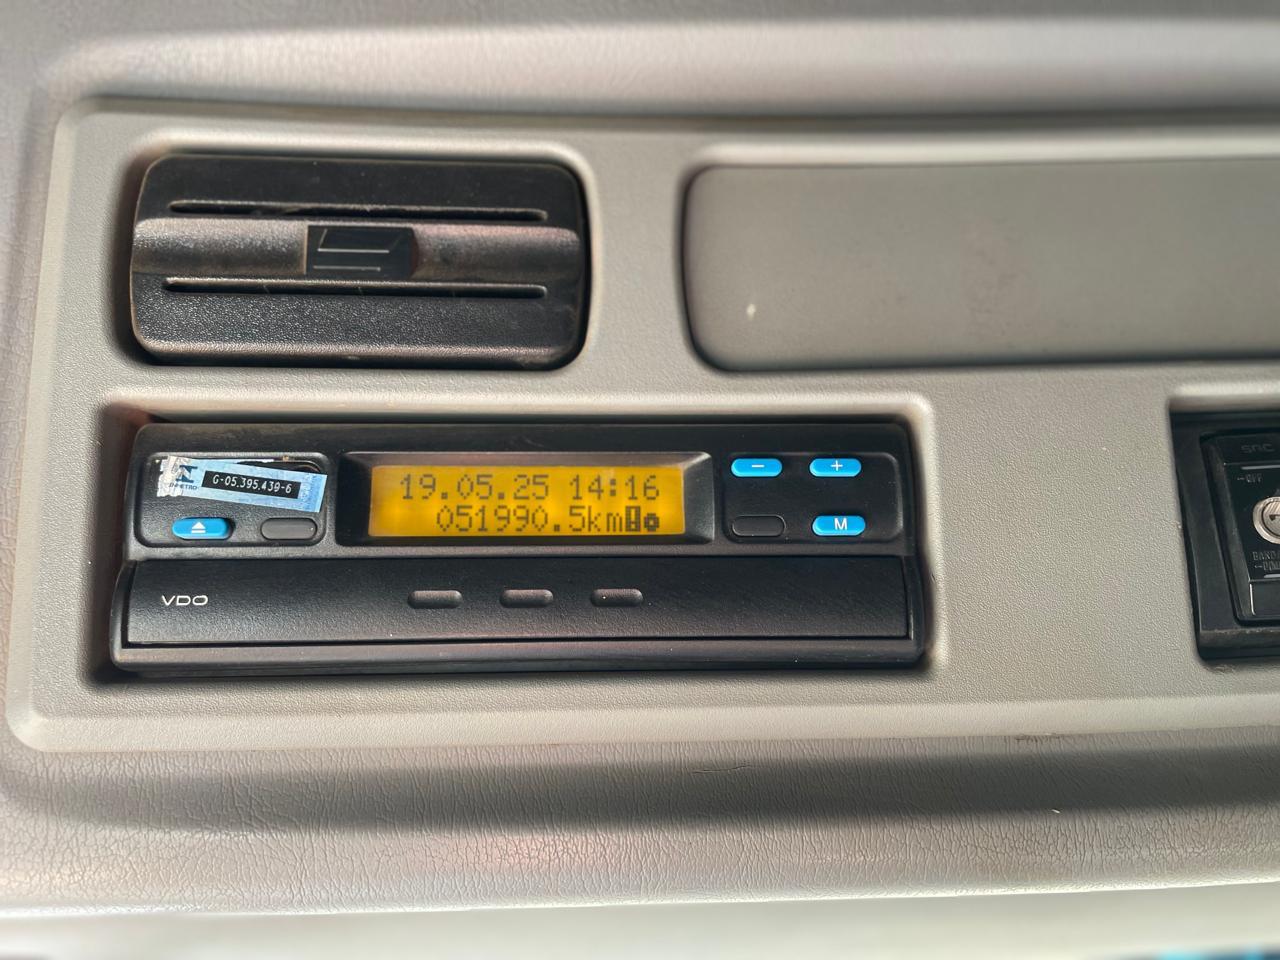 G-05.395.439-6
19.05.25 14:16
051990.5km
− +
M
VDO